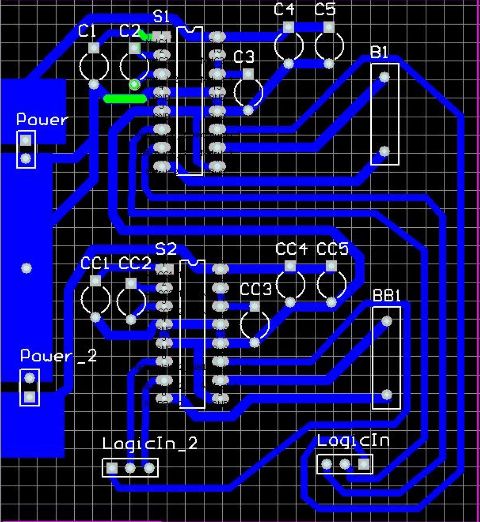 S1
C4 C5
C1 C2
C3
B1
Power
S2
CC4 CC5
CC1 CC2
CC3
BB1
Power_2
LogicIn_2
LogicIn